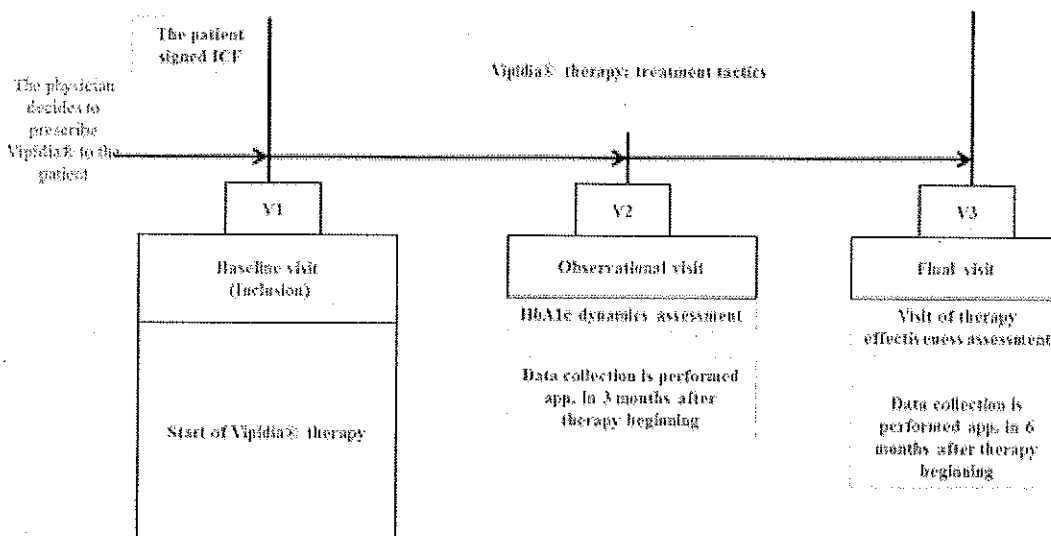 The patient
signed ICF
The physician
decides to
prescribe
Vipidia® to the
patient
Vipidia® therapy: treatment tactics
V1
V2
V3
Baseline visit
(Inclusion)
Observational visit
Final visit
HbA1c dynamics assessment
Visit of therapy
effectiveness assessment
Data collection is performed
app. in 3 months after
therapy beginning
Data collection is
performed app. in 6
months after therapy
beginning
Start of Vipidia® therapy